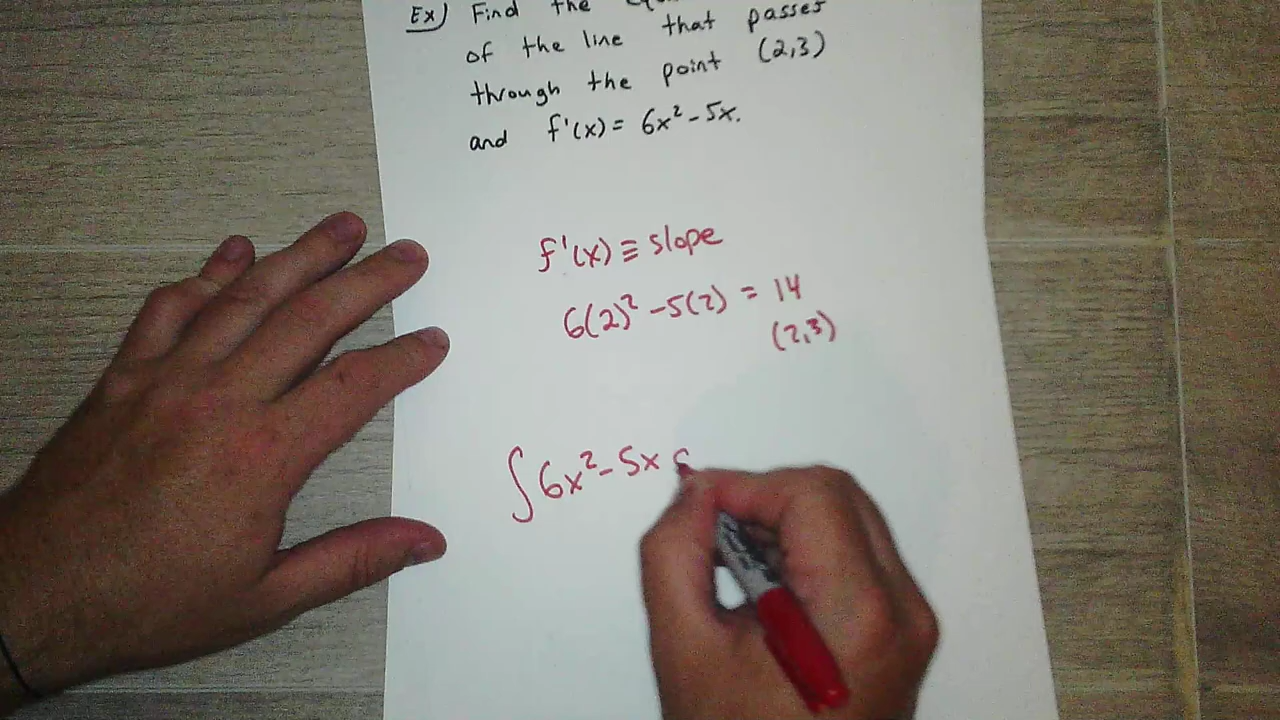 Ex) Find the
of the line that passes
through the point (2,3)
and f'(x) = 6x² - 5x.
f'(x) ≡ slope
6(2)² - 5(2) = 14
(2,3)
∫ 6x² - 5x